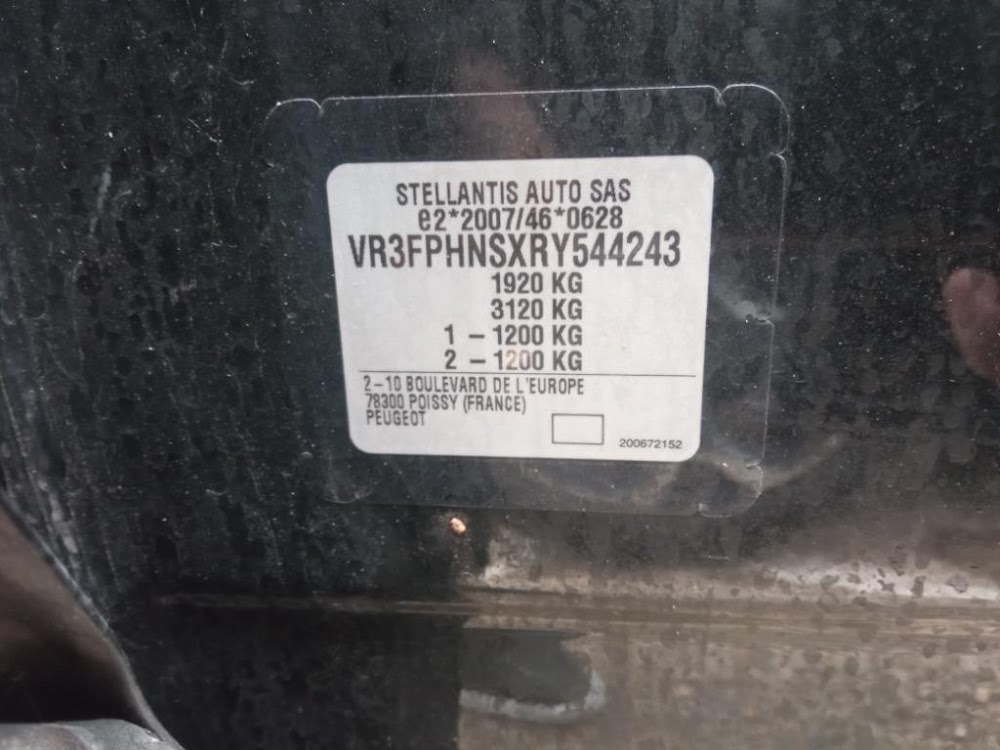 STELLANTIS AUTO SAS
e2*2007/46*0628
VR3FPHNSXRY544243
1920 KG
3120 KG
1 - 1200 KG
2 - 1200 KG
2-10 BOULEVARD DE L'EUROPE
78300 POISSY (FRANCE)
PEUGEOT
200672152